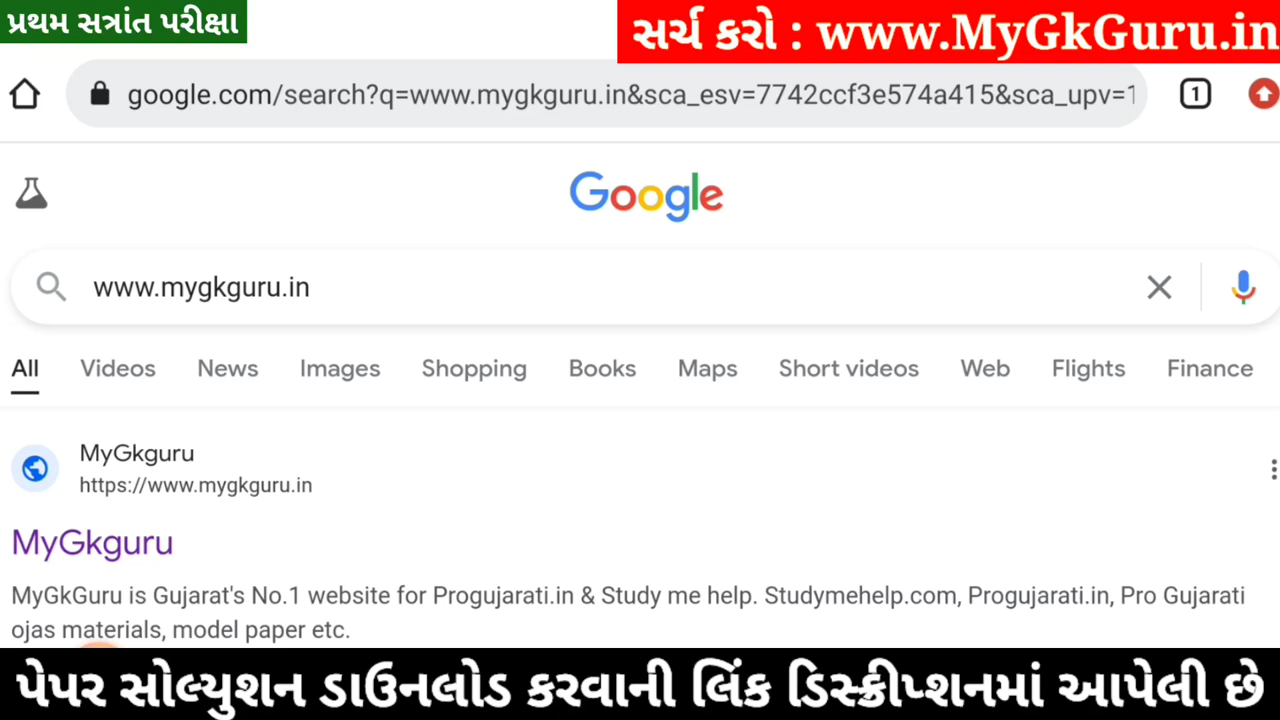 પ્રથમ સત્રાંત પરીક્ષા
સર્ચ કરો : www.MyGkGuru.in
google.com/search?q=www.mygkguru.in&sca_esv=7742ccf3e574a415&sca_upv=1
1
Google
www.mygkguru.in
All Videos News Images Shopping Books Maps Short videos Web Flights Finance
MyGkguru
https://www.mygkguru.in
MyGkguru
MyGkGuru is Gujarat's No.1 website for Progujarati.in & Study me help. Studymehelp.com, Progujarati.in, Pro Gujarati
ojas materials, model paper etc.
પેપર સોલ્યુશન ડાઉનલોડ કરવાની લિંક ડિસ્ક્રીપ્શનમાં આપેલી છે